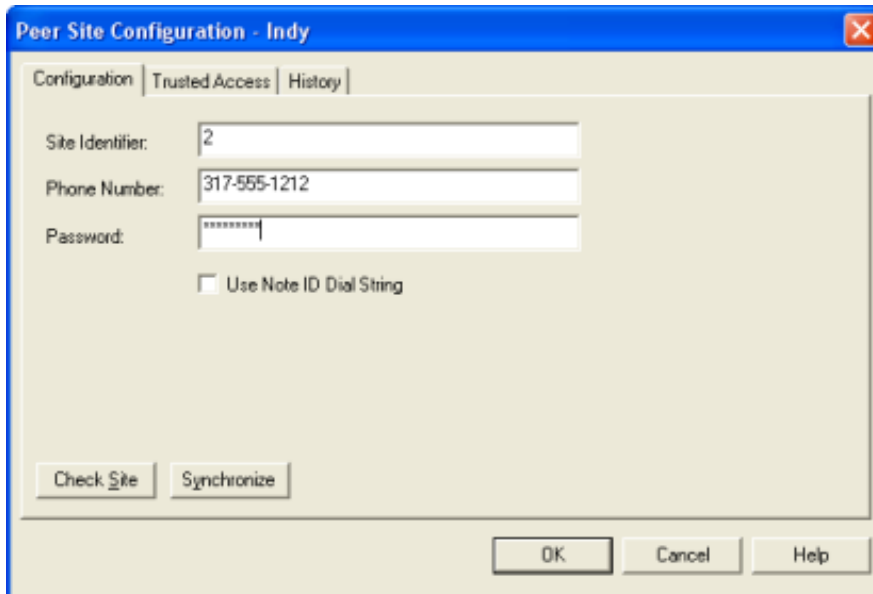 Peer Site Configuration - Indy
Configuration Trusted Access History
Site Identifier: 2
Phone Number: 317-555-1212
Password: *********
Use Note ID Dial String
Check Site Synchronize
OK Cancel Help